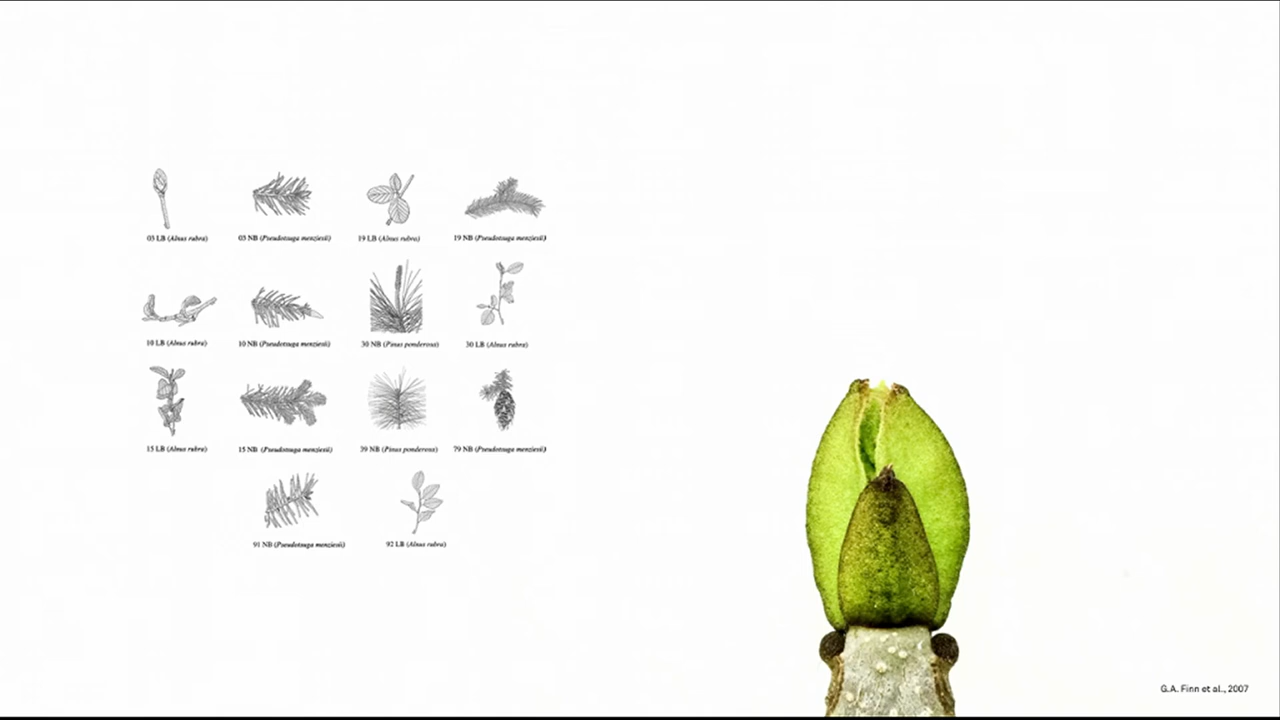 05 LB (Alnus rubra)
03 NB (Pseudotsuga menziesii)
19 LB (Alnus rubra)
19 NB (Pseudotsuga menziesii)
10 LB (Alnus rubra)
10 NB (Pseudotsuga menziesii)
30 NB (Pinus ponderosa)
30 LB (Alnus rubra)
15 LB (Alnus rubra)
15 NB (Pseudotsuga menziesii)
39 NB (Pinus ponderosa)
79 NB (Pseudotsuga menziesii)
91 NB (Pseudotsuga menziesii)
92 LB (Alnus rubra)
G.A. Finn et al., 2007